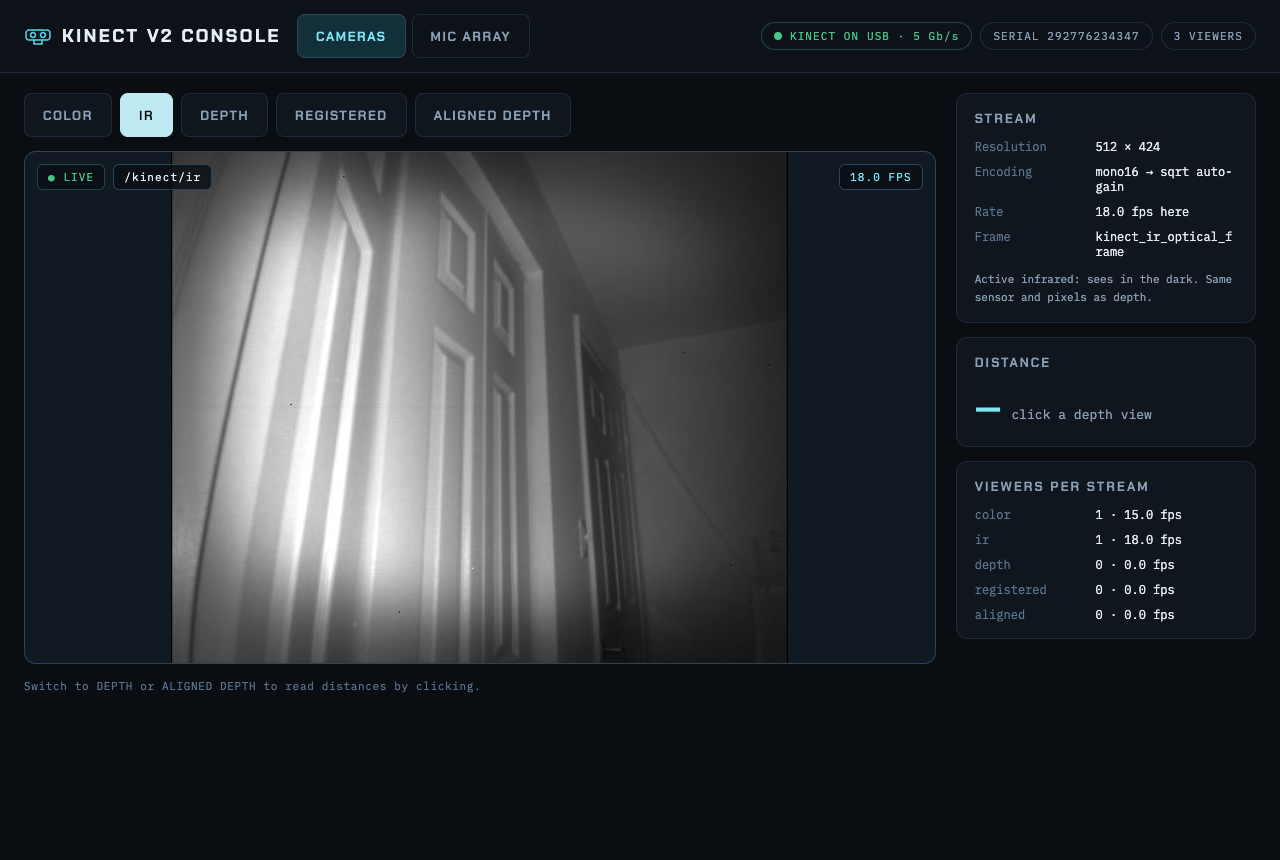 KINECT V2 CONSOLE
CAMERAS
MIC ARRAY
KINECT ON USB · 5 Gb/s
SERIAL 292776234347
3 VIEWERS
COLOR
IR
DEPTH
REGISTERED
ALIGNED DEPTH
LIVE
/kinect/ir
18.0 FPS
STREAM
Resolution 512 × 424
Encoding mono16 → sqrt auto-
gain
Rate 18.0 fps here
Frame kinect_ir_optical_f
rame
Active infrared: sees in the dark. Same
sensor and pixels as depth.
DISTANCE
— click a depth view
VIEWERS PER STREAM
color 1 · 15.0 fps
ir 1 · 18.0 fps
depth 0 · 0.0 fps
registered 0 · 0.0 fps
aligned 0 · 0.0 fps
Switch to DEPTH or ALIGNED DEPTH to read distances by clicking.